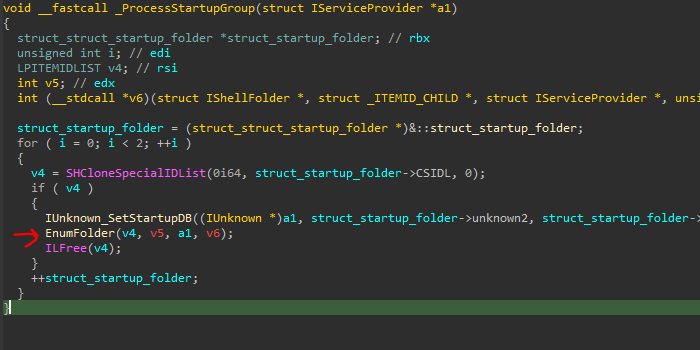 void __fastcall _ProcessStartupGroup(struct IServiceProvider *a1)
{
struct_struct_startup_folder *struct_startup_folder; // rbx
unsigned int i; // edi
LPITEMIDLIST v4; // rsi
int v5; // edx
int (__stdcall *v6)(struct IShellFolder *, struct _ITEMID_CHILD *, struct IServiceProvider *, unsi
struct_startup_folder = (struct_struct_startup_folder *)&::struct_startup_folder;
for ( i = 0; i < 2; ++i )
{
v4 = SHCloneSpecialIDList(0i64, struct_startup_folder->CSIDL, 0);
if ( v4 )
{
IUnknown_SetStartupDB((IUnknown *)a1, struct_startup_folder->unknown2, struct_startup_folder->
EnumFolder(v4, v5, a1, v6);
ILFree(v4);
}
++struct_startup_folder;
}
}